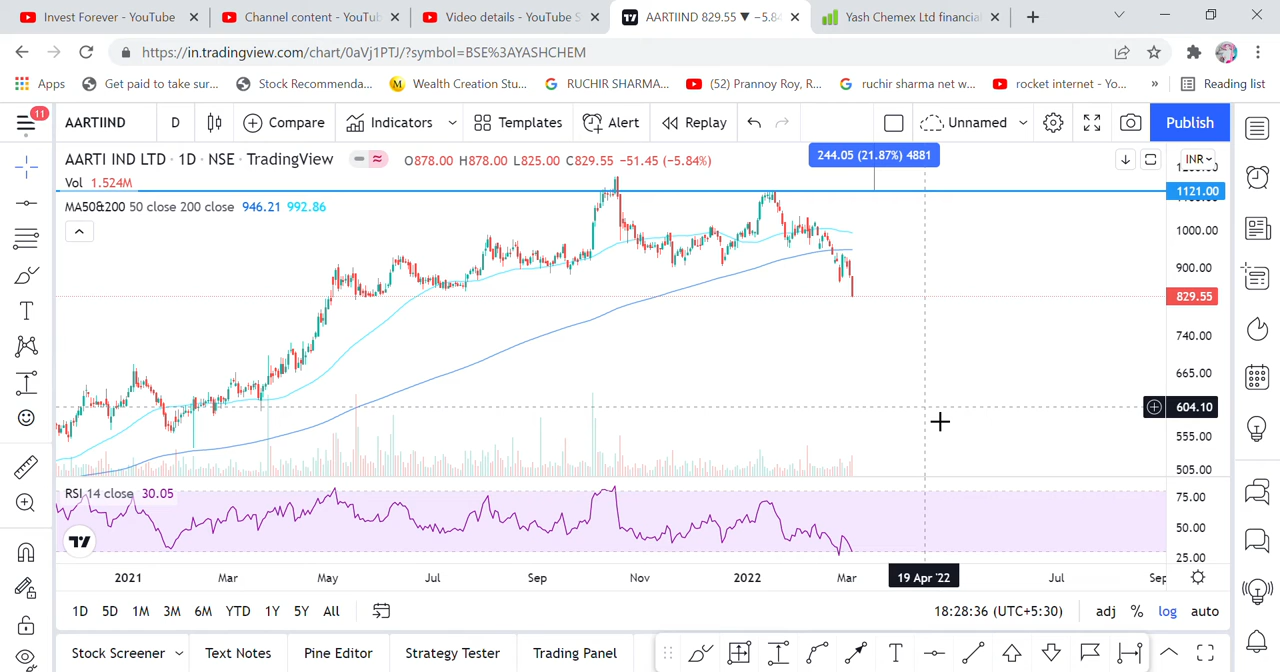 Invest Forever - YouTube
Channel content - YouTu
Video details - YouTube S
AARTIIND 829.55 ▼ −5.84
Yash Chemex Ltd financia
https://in.tradingview.com/chart/0aVj1PTJ/?symbol=BSE%3AYASHCHEM
Apps
Get paid to take sur...
Stock Recommenda...
Wealth Creation Stu...
RUCHIR SHARMA...
(52) Prannoy Roy, R...
ruchir sharma net w...
rocket internet - Yo...
»
Reading list
11
AARTIIND
D
Compare
Indicators
Templates
Alert
Replay
Unnamed
Publish
AARTI IND LTD · 1D · NSE · TradingView
O878.00 H878.00 L825.00 C829.55 −51.45 (−5.84%)
244.05 (21.87%) 4881
INR
Vol 1.524M
1121.00
MA50&200 50 close 200 close 946.21 992.86
1000.00
900.00
829.55
740.00
665.00
604.10
555.00
505.00
RSI 14 close 30.05
75.00
50.00
25.00
2021 Mar May Jul Sep Nov 2022 Mar 19 Apr '22 Jul Sep
1D 5D 1M 3M 6M YTD 1Y 5Y All
18:28:36 (UTC+5:30)
adj % log auto
Stock Screener
Text Notes
Pine Editor
Strategy Tester
Trading Panel